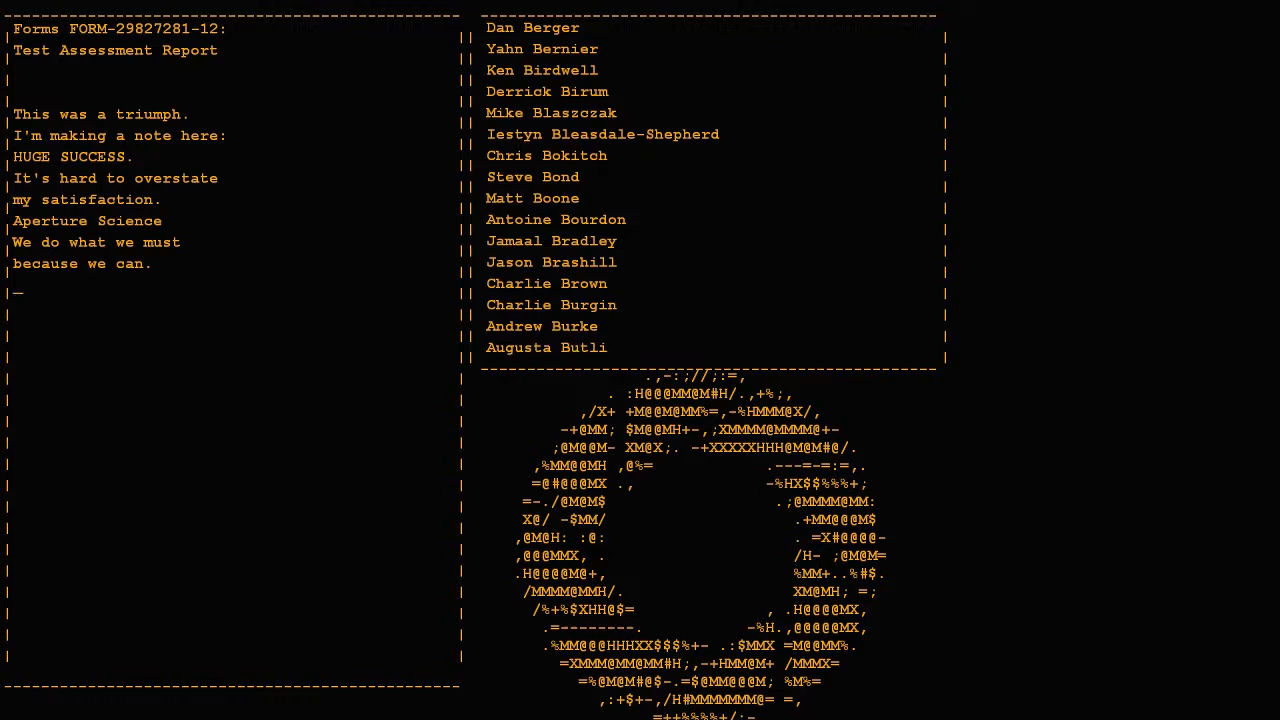 Forms FORM-29827281-12:
Test Assessment Report
This was a triumph.
I'm making a note here:
HUGE SUCCESS.
It's hard to overstate
my satisfaction.
Aperture Science
We do what we must
because we can.
Dan Berger
Yahn Bernier
Ken Birdwell
Derrick Birum
Mike Blaszczak
Iestyn Bleasdale-Shepherd
Chris Bokitch
Steve Bond
Matt Boone
Antoine Bourdon
Jamaal Bradley
Jason Brashill
Charlie Brown
Charlie Burgin
Andrew Burke
Augusta Butli